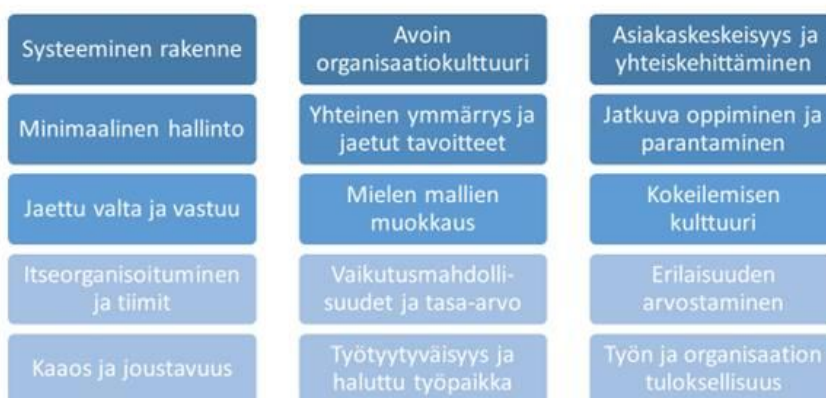 Systeeminen rakenne
Avoin
organisaatiokulttuuri
Asiakaskeskeisyys ja
yhteiskehittäminen
Minimaalinen hallinto
Yhteinen ymmärrys ja
jaetut tavoitteet
Jatkuva oppiminen ja
parantaminen
Jaettu valta ja vastuu
Mielen mallien
muokkaus
Kokeilemisen
kulttuuri
Itseorganisoituminen
ja tiimit
Vaikutusmahdolli-
suudet ja tasa-arvo
Erilaisuuden
arvostaminen
Kaaos ja joustavuus
Työtyytyväisyys ja
haluttu työpaikka
Työn ja organisaation
tuloksellisuus